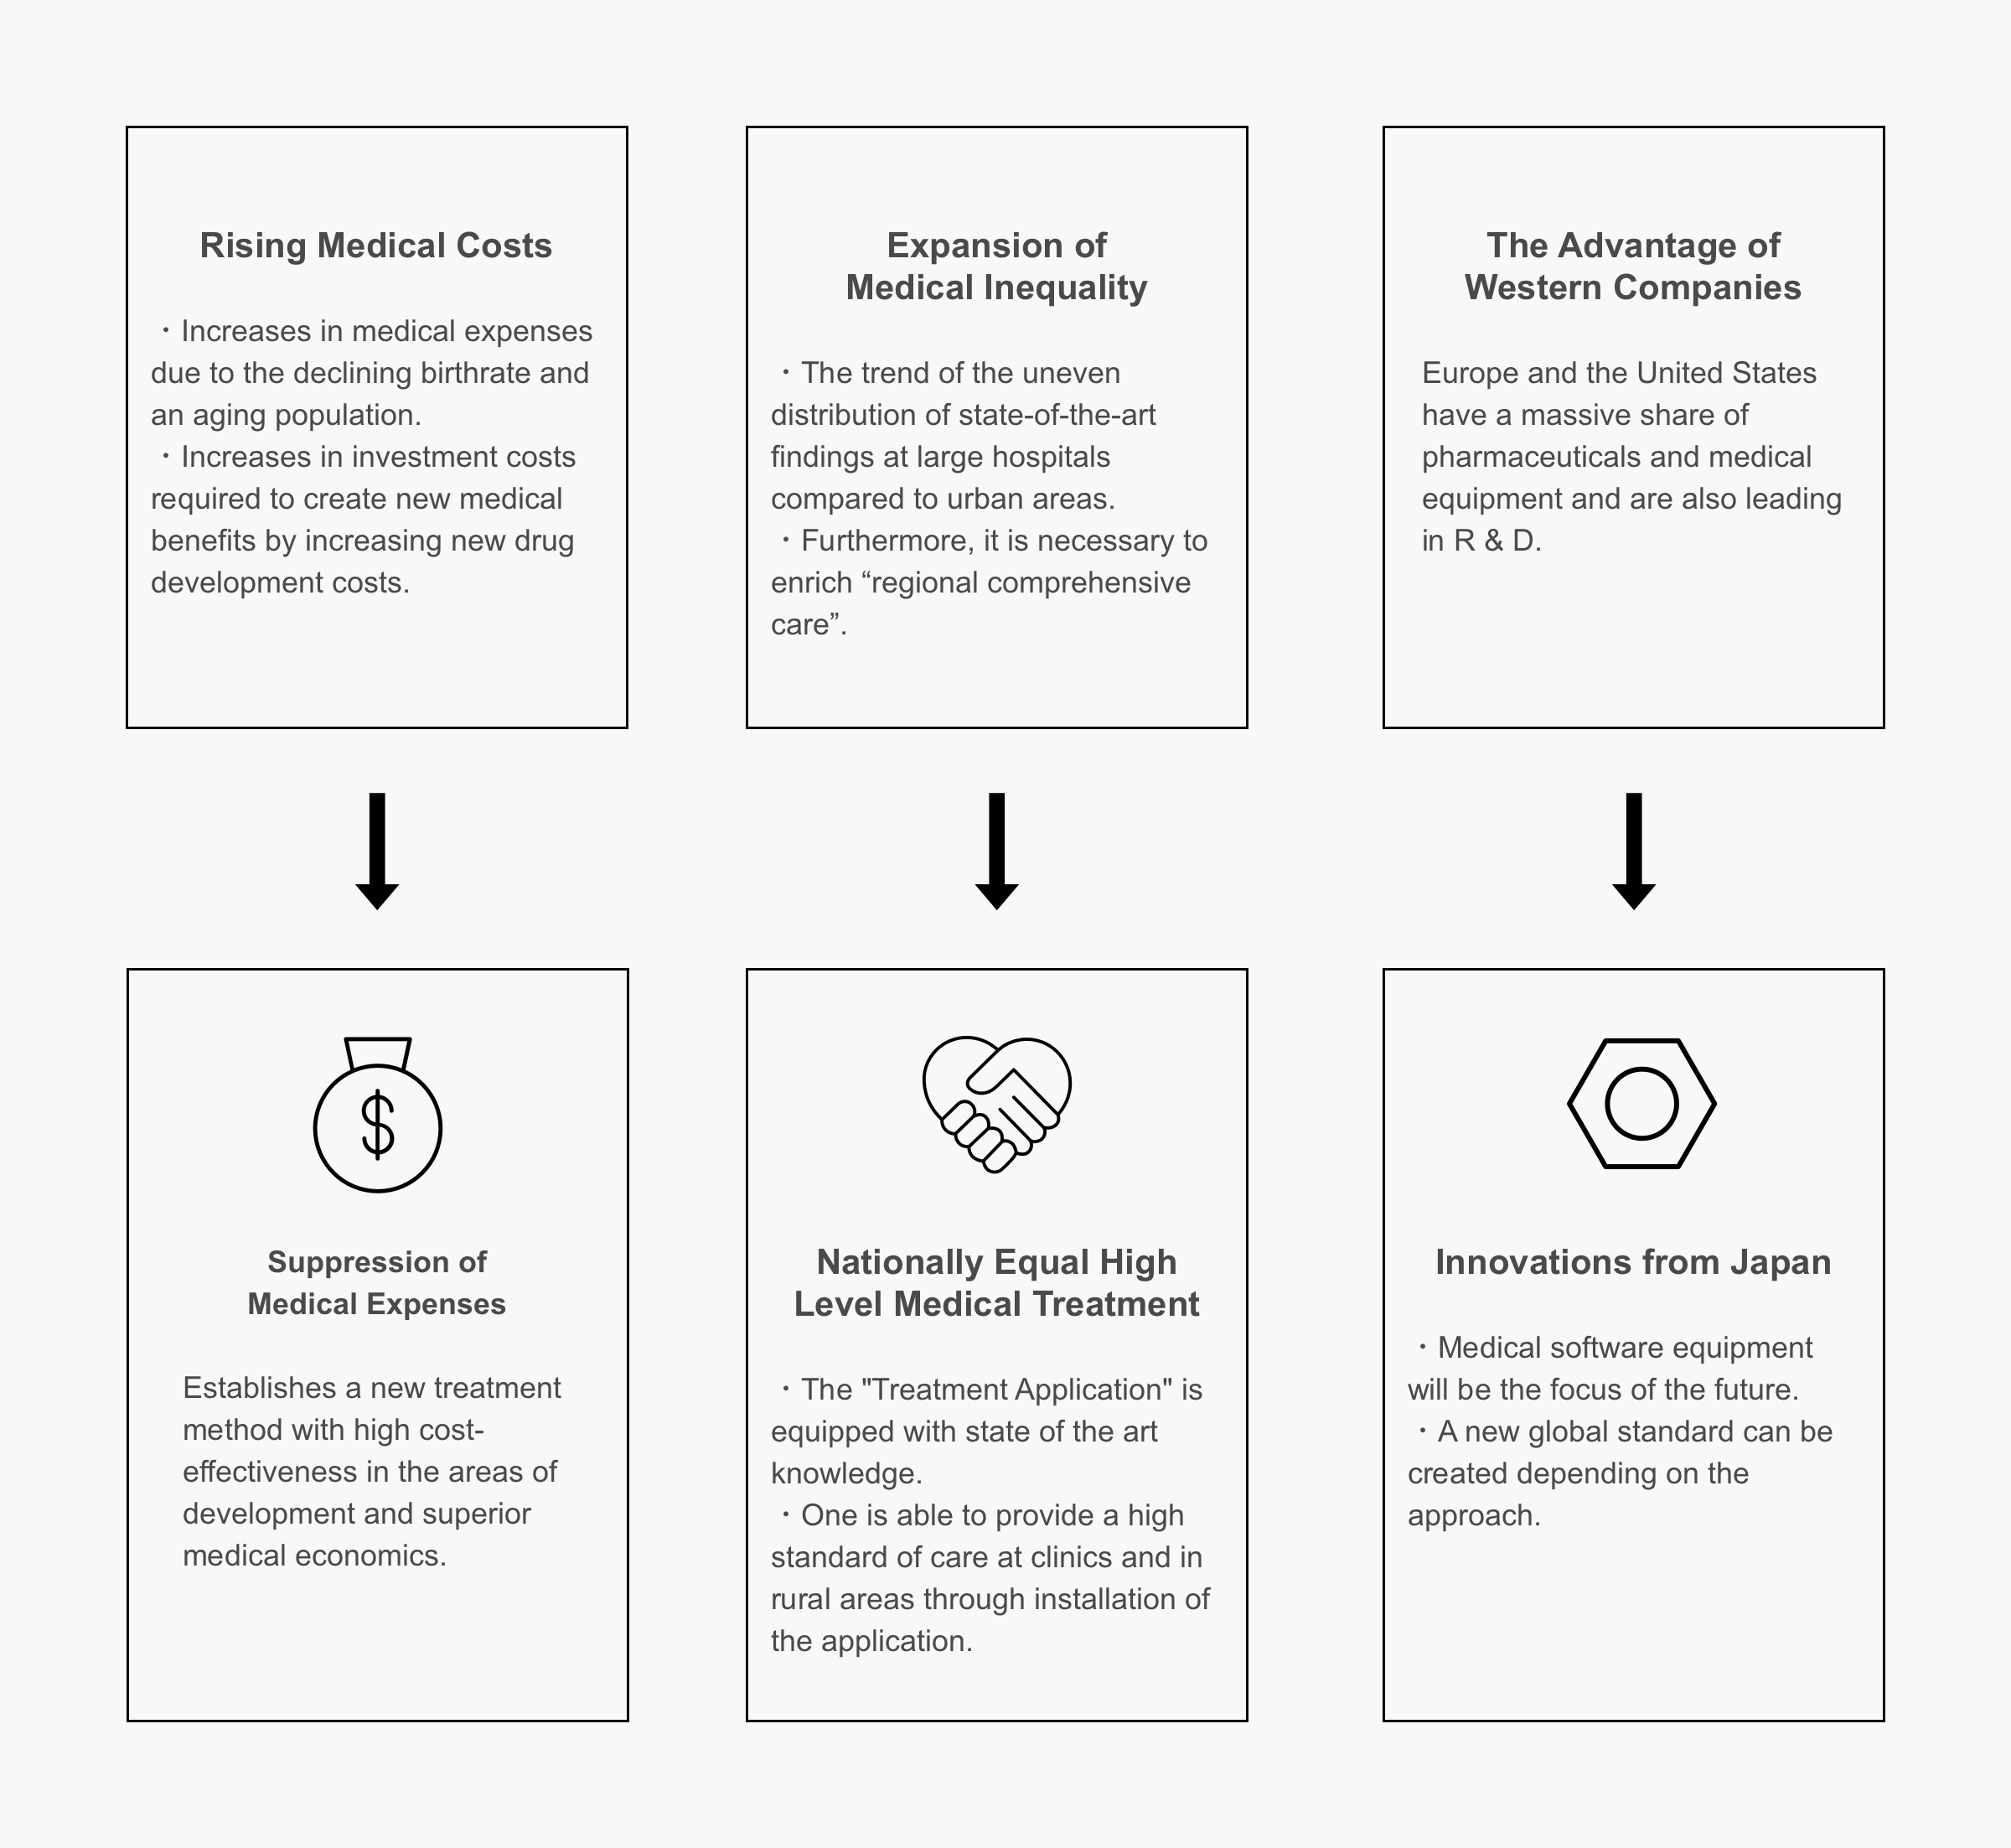 Rising Medical Costs
・Increases in medical expenses
due to the declining birthrate and
an aging population.
・Increases in investment costs
required to create new medical
benefits by increasing new drug
development costs.
Expansion of
Medical Inequality
・The trend of the uneven
distribution of state-of-the-art
findings at large hospitals
compared to urban areas.
・Furthermore, it is necessary to
enrich “regional comprehensive
care”.
The Advantage of
Western Companies
Europe and the United States
have a massive share of
pharmaceuticals and medical
equipment and are also leading
in R & D.
$
Suppression of
Medical Expenses
Establishes a new treatment
method with high cost-
effectiveness in the areas of
development and superior
medical economics.
Nationally Equal High
Level Medical Treatment
・The "Treatment Application" is
equipped with state of the art
knowledge.
・One is able to provide a high
standard of care at clinics and in
rural areas through installation of
the application.
Innovations from Japan
・Medical software equipment
will be the focus of the future.
・A new global standard can be
created depending on the
approach.